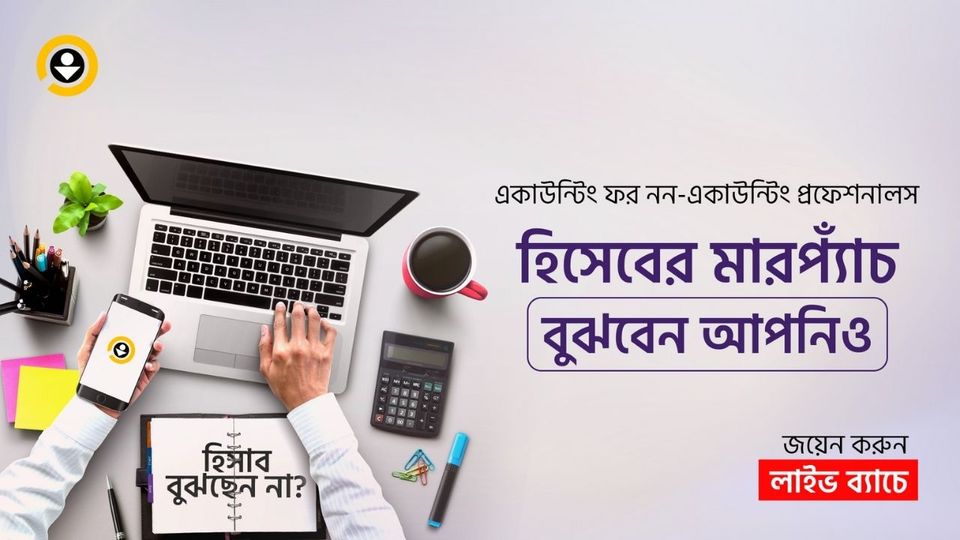 একাউন্টিং ফর নন-একাউন্টিং প্রফেশনালস
হিসেবের মারপ্যাঁচ
বুঝবেন আপনিও
হিসাব
বুঝছেন না?
জয়েন করুন
লাইভ ব্যাচে